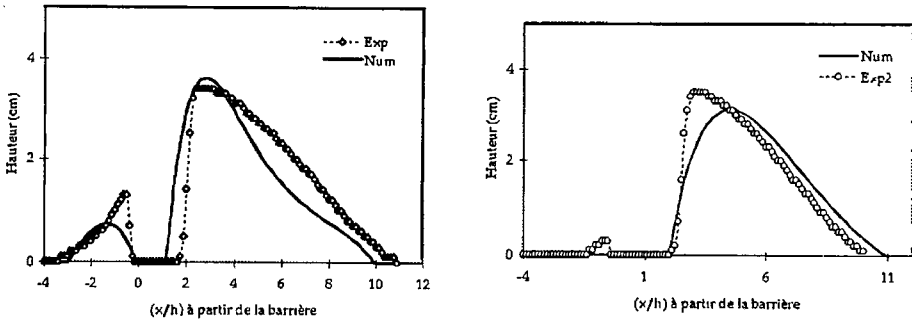 4
2
0
Hauteur (cm)
Exp
Num
-4 -2 0 2 4 6 8 10 12
(x/h) à partir de la barrière
4
2
0
Hauteur (cm)
Num
Exp2
-4 1 6 11
(x/h) à partir de la barrière